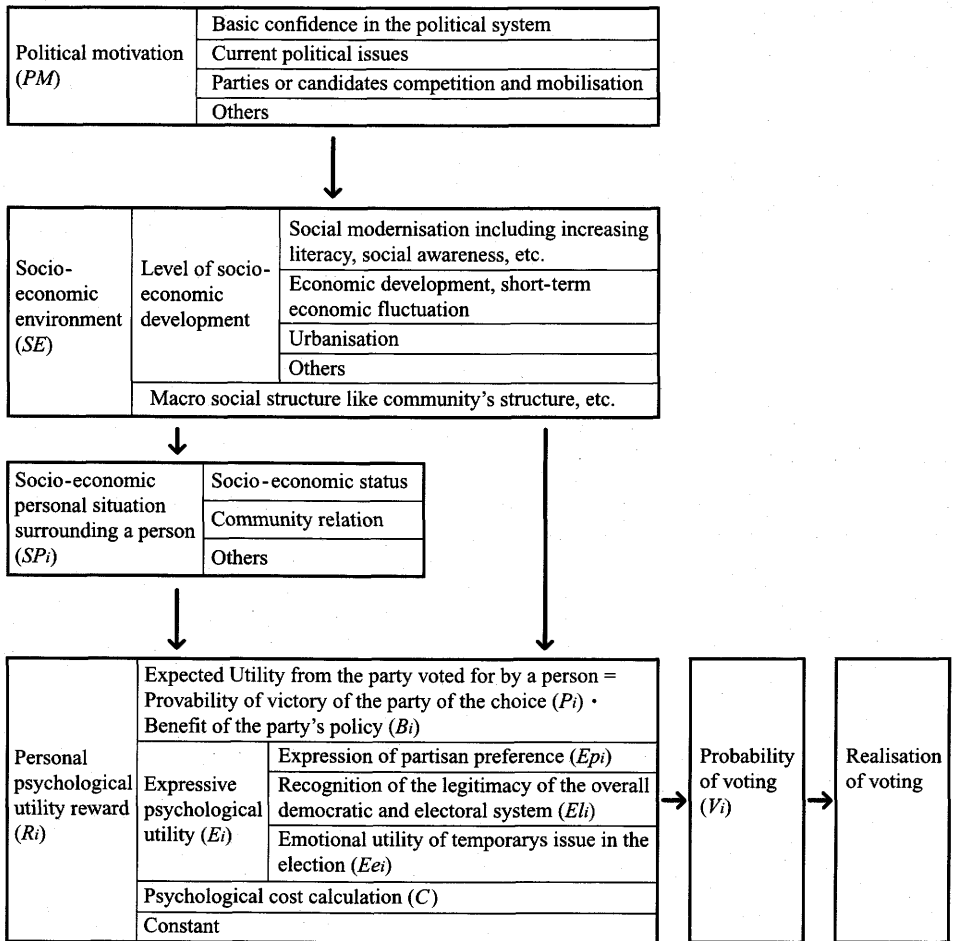 Political motivation
(PM)
Basic confidence in the political system
Current political issues
Parties or candidates competition and mobilisation
Others
Socio-
economic
environment
(SE)
Level of socio-
economic
development
Social modernisation including increasing
literacy, social awareness, etc.
Economic development, short-term
economic fluctuation
Urbanisation
Others
Macro social structure like community's structure, etc.
Socio-economic
personal situation
surrounding a person
(SPi)
Socio-economic status
Community relation
Others
Personal
psychological
utility reward
(Ri)
Expected Utility from the party voted for by a person =
Provability of victory of the party of the choice (Pi) ·
Benefit of the party's policy (Bi)
Expressive
psychological
utility (Ei)
Expression of partisan preference (Epi)
Recognition of the legitimacy of the overall
democratic and electoral system (Eli)
Emotional utility of temporarys issue in the
election (Eei)
Psychological cost calculation (C)
Constant
Probability
of voting
(Vi)
Realisation
of voting